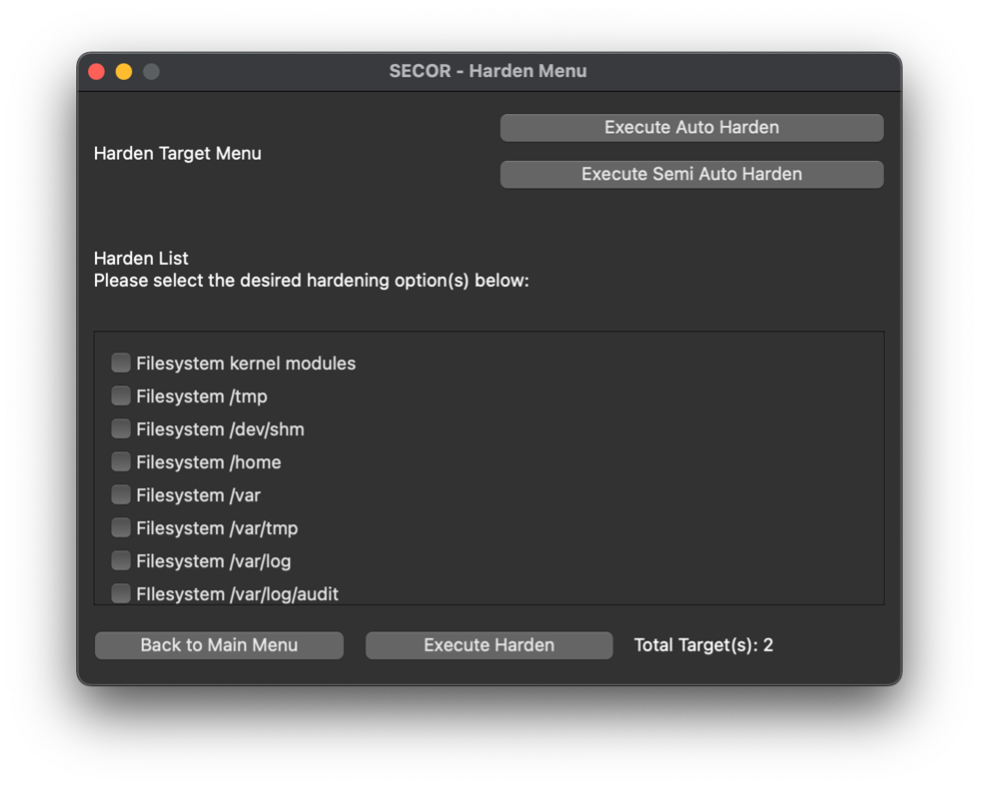 SECOR - Harden Menu
Execute Auto Harden
Harden Target Menu
Execute Semi Auto Harden
Harden List
Please select the desired hardening option(s) below:
Filesystem kernel modules
Filesystem /tmp
Filesystem /dev/shm
Filesystem /home
Filesystem /var
Filesystem /var/tmp
Filesystem /var/log
FIlesystem /var/log/audit
Back to Main Menu
Execute Harden
Total Target(s): 2